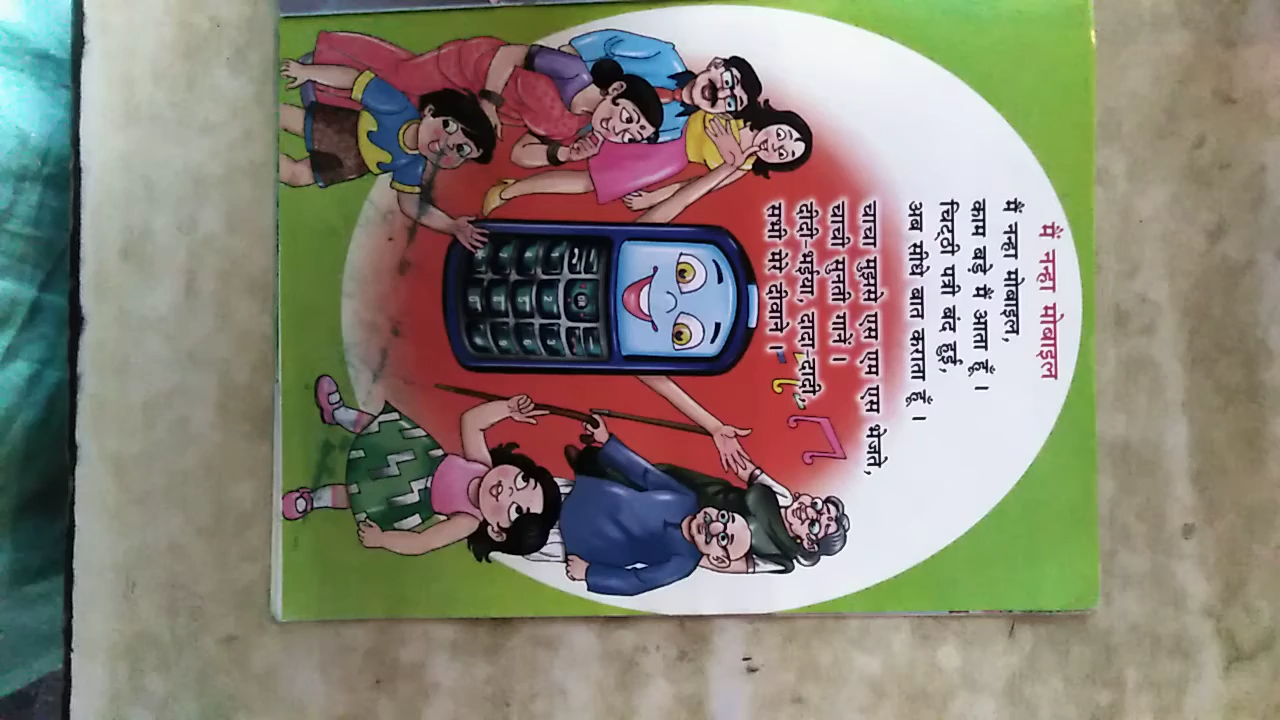 मैं नन्हा मोबाइल
मैं नन्हा मोबाइल,
काम बड़े मैं आता हूँ ।
चिट्ठी पत्री बंद हुई,
अब सीधे बात कराता हूँ ।
चाचा मुझसे एस एम एस भेजते,
चाची सुनती गानें ।
दीदी-भईया, दादा-दादी,
सभी मेरे दीवाने ।